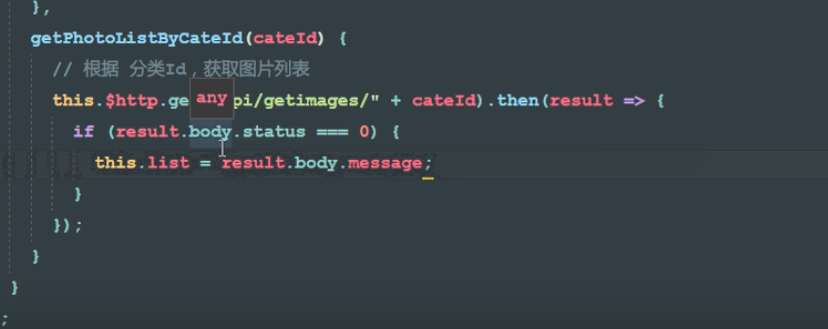 },
getPhotoListByCateId(cateId) {
// 根据 分类Id，获取图片列表
this.$http.ge any pi/getimages/" + cateId).then(result => {
if (result.body.status === 0) {
this.list = result.body.message;
}
});
}
}
;